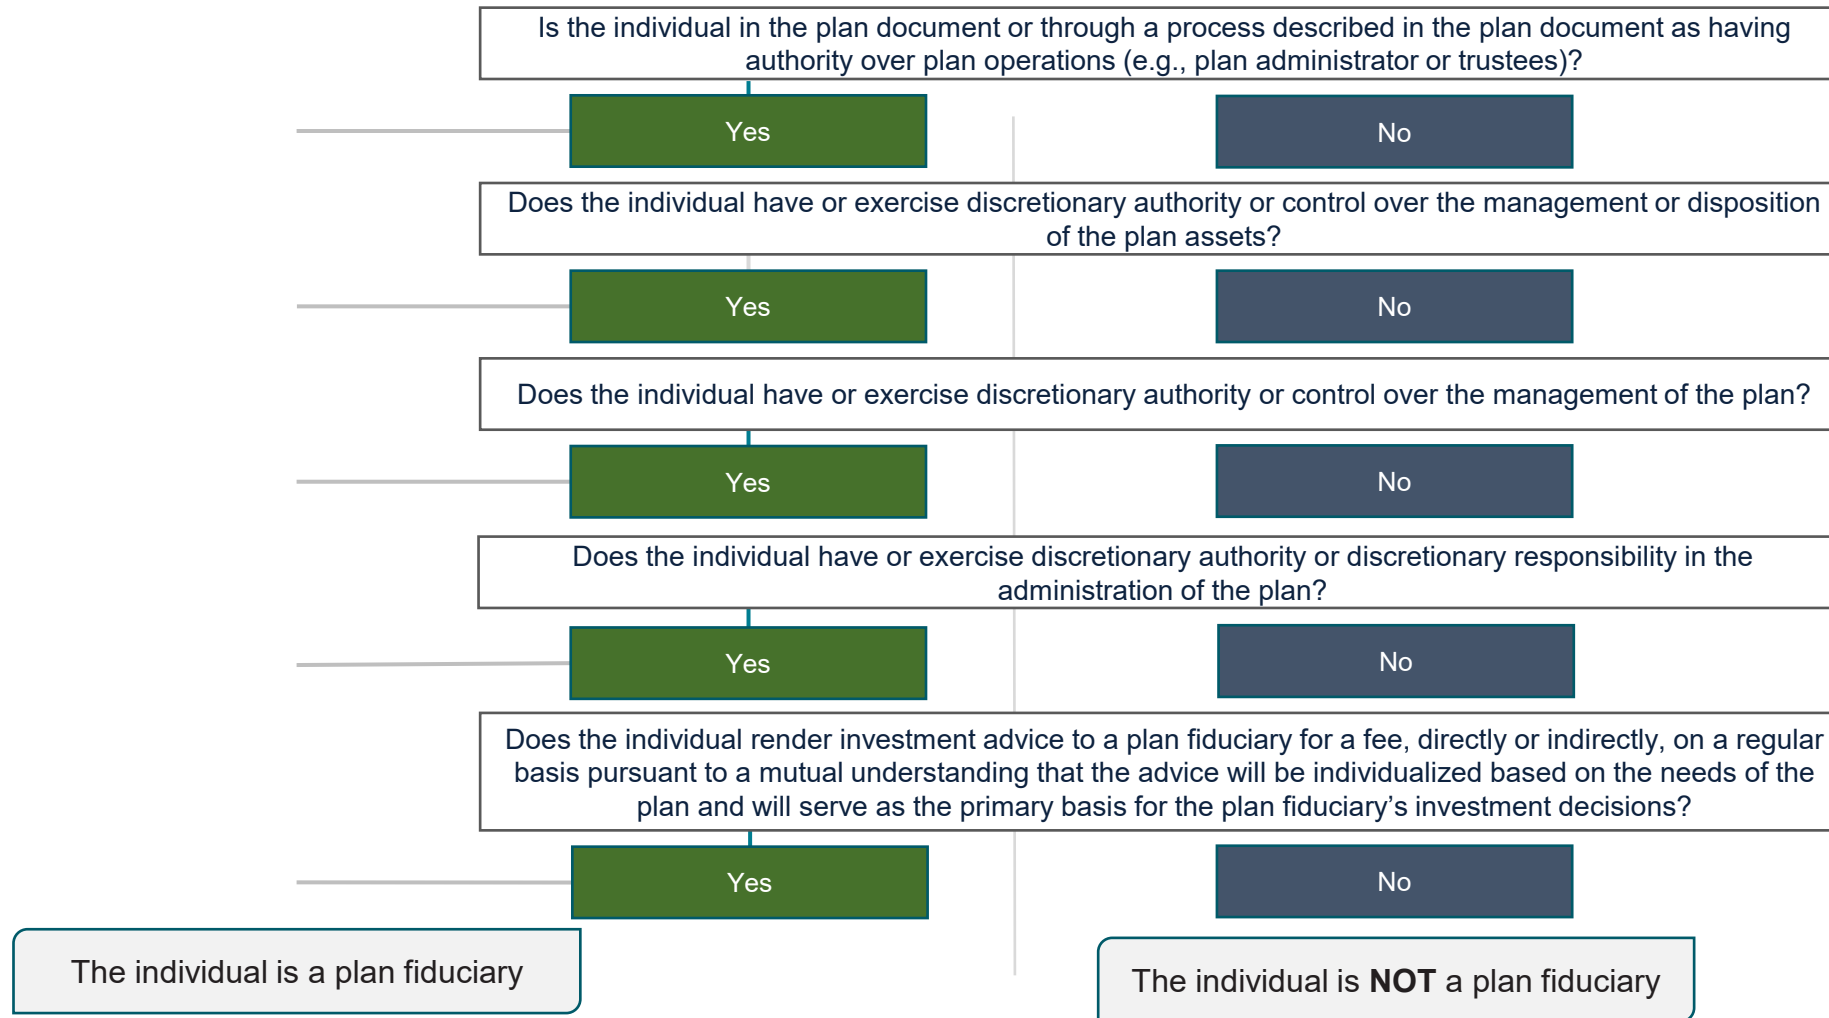 Is the individual in the plan document or through a process described in the plan document as having
authority over plan operations (e.g., plan administrator or trustees)?
Yes
No
Does the individual have or exercise discretionary authority or control over the management or disposition
of the plan assets?
Yes
No
Does the individual have or exercise discretionary authority or control over the management of the plan?
Yes
No
Does the individual have or exercise discretionary authority or discretionary responsibility in the
administration of the plan?
Yes
No
Does the individual render investment advice to a plan fiduciary for a fee, directly or indirectly, on a regular
basis pursuant to a mutual understanding that the advice will be individualized based on the needs of the
plan and will serve as the primary basis for the plan fiduciary’s investment decisions?
Yes
No
The individual is a plan fiduciary
The individual is NOT a plan fiduciary